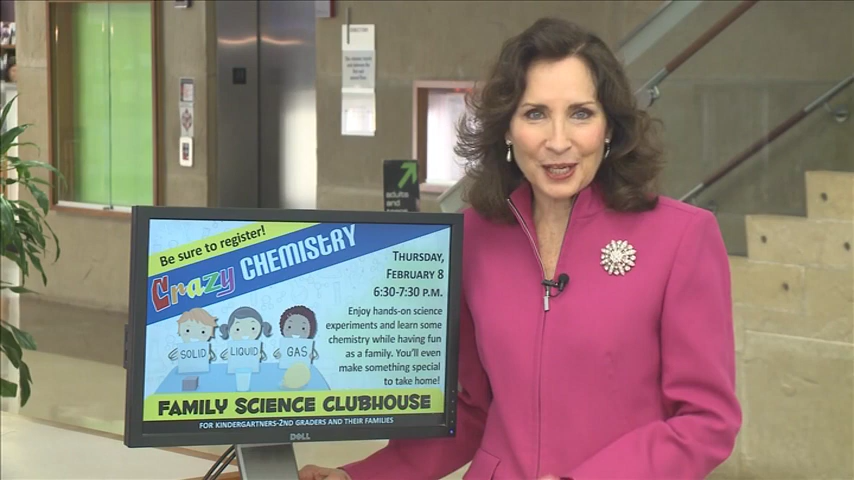 Be sure to register!
Crazy CHEMISTRY
THURSDAY,
FEBRUARY 8
6:30-7:30 P.M.
Enjoy hands-on science
experiments and learn some
chemistry while having fun
as a family. You'll even
make something special
to take home!
SOLID
LIQUID
GAS
FAMILY SCIENCE CLUBHOUSE
FOR KINDERGARTNERS-2ND GRADERS AND THEIR FAMILIES
DELL
adults
and